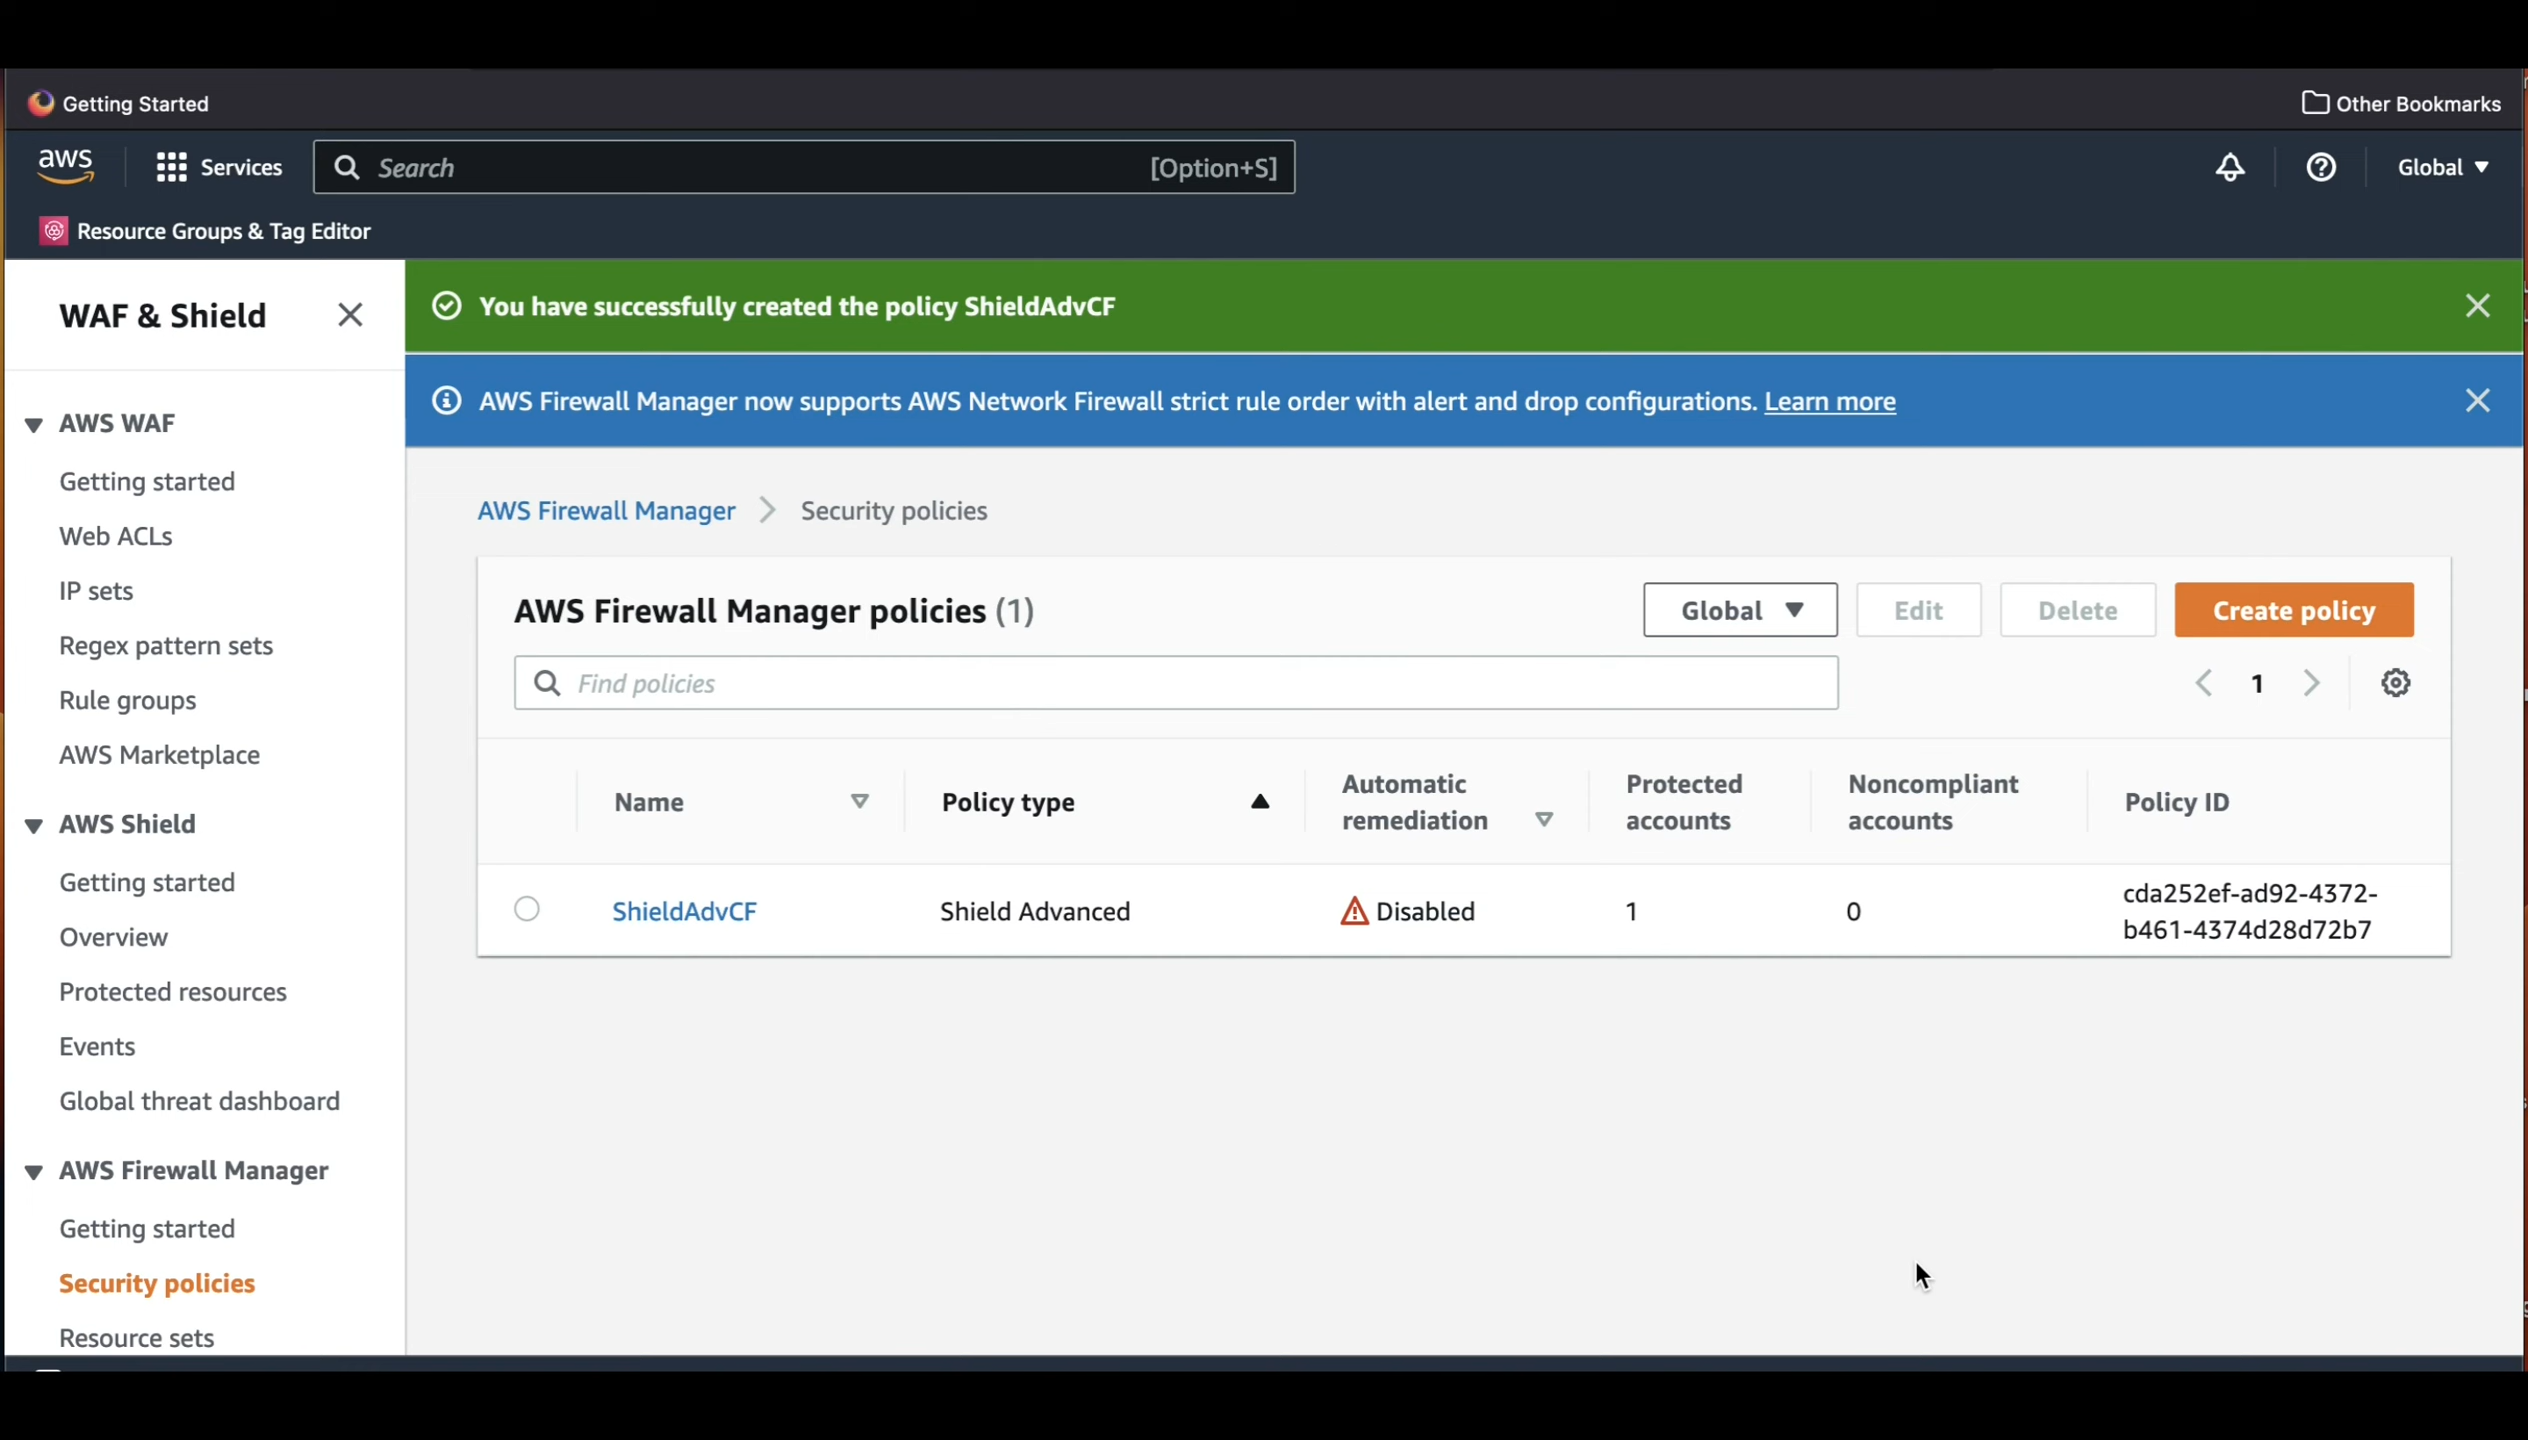 Getting Started
Other Bookmarks
aws
Services
Search
[Option+S]
Global
Resource Groups & Tag Editor
WAF & Shield
AWS WAF
Getting started
Web ACLs
IP sets
Regex pattern sets
Rule groups
AWS Marketplace
AWS Shield
Getting started
Overview
Protected resources
Events
Global threat dashboard
AWS Firewall Manager
Getting started
Security policies
Resource sets
You have successfully created the policy ShieldAdvCF
AWS Firewall Manager now supports AWS Network Firewall strict rule order with alert and drop configurations. Learn more
AWS Firewall Manager > Security policies
AWS Firewall Manager policies (1)
Global
Edit
Delete
Create policy
Find policies
1
Name
Policy type
Automatic
remediation
Protected
accounts
Noncompliant
accounts
Policy ID
ShieldAdvCF
Shield Advanced
Disabled
1
0
cda252ef-ad92-4372-
b461-4374d28d72b7